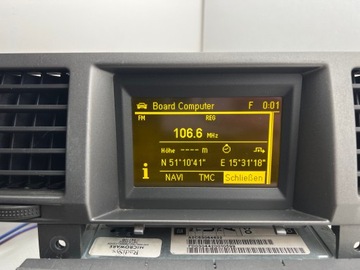 Board Computer F 0:01
FM REG
106.6 MHz
Höhe ---- m
N 51°10'41" E 15°31'18"
NAVI TMC Schließen